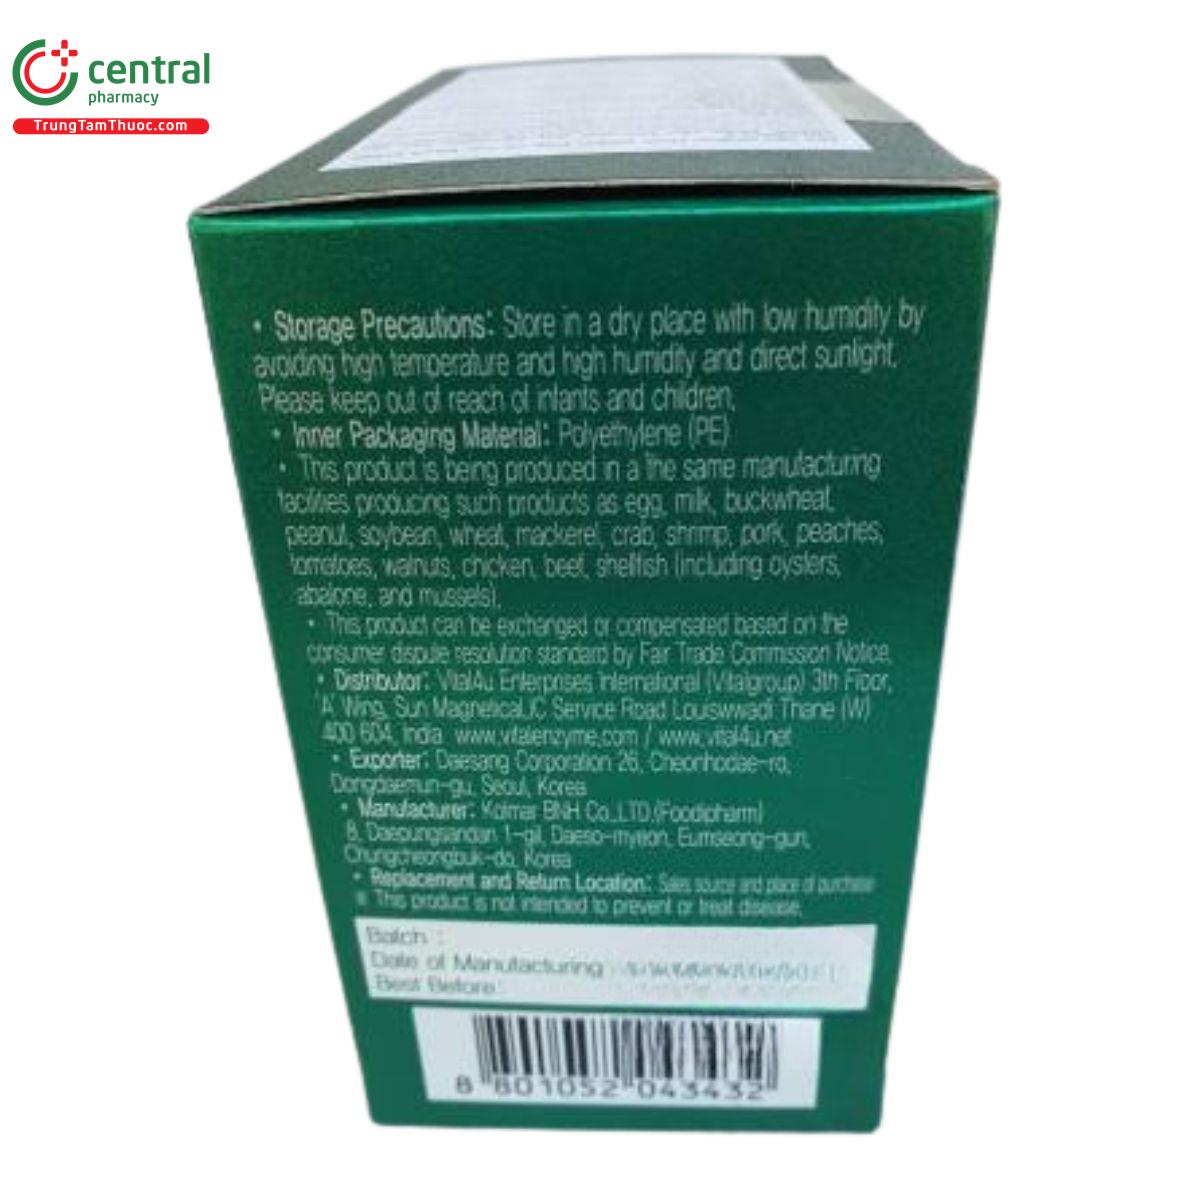 central
pharmacy
TrungTamThuoc.com
• Storage Precautions: Store in a dry place with low humidity by
avoiding high temperature and high humidity and direct sunlight.
Please keep out of reach of infants and children.
• Inner Packaging Material: Polyethylene (PE)
• This product is being produced in a the same manufacturing
facilities producing such products as egg, milk, buckwheat,
peanut, soybean, wheat, mackerel, crab, shrimp, pork, peaches,
tomatoes, walnuts, chicken, beef, shellfish (including oysters,
abalone, and mussels).
• This product can be exchanged or compensated based on the
consumer dispute resolution standard by Fair Trade Commission Notice.
• Distributor: Vital4u Enterprises International (Vitalgroup) 3th Floor,
'A' Wing, Sun Magnetica,LIC Service Road Louiswwadi Thane (W)
400 604, India www.vitalenzyme.com / www.vital4u.net
• Exporter: Daesang Corporation 26, Cheonhodae-ro,
Dongdaemun-gu, Seoul, Korea
• Manufacturer: Kolmar BNH Co.,LTD.(Foodipharm)
8, Daepungsandan 1-gil, Daeso-myeon, Eumseong-gun,
Chungcheongbuk-do, Korea
• Replacement and Return Location: Sales source and place of purchase
※ This product is not intended to prevent or treat disease.
Batch :
Date of Manufacturing
Best Before:
8 801052 043432